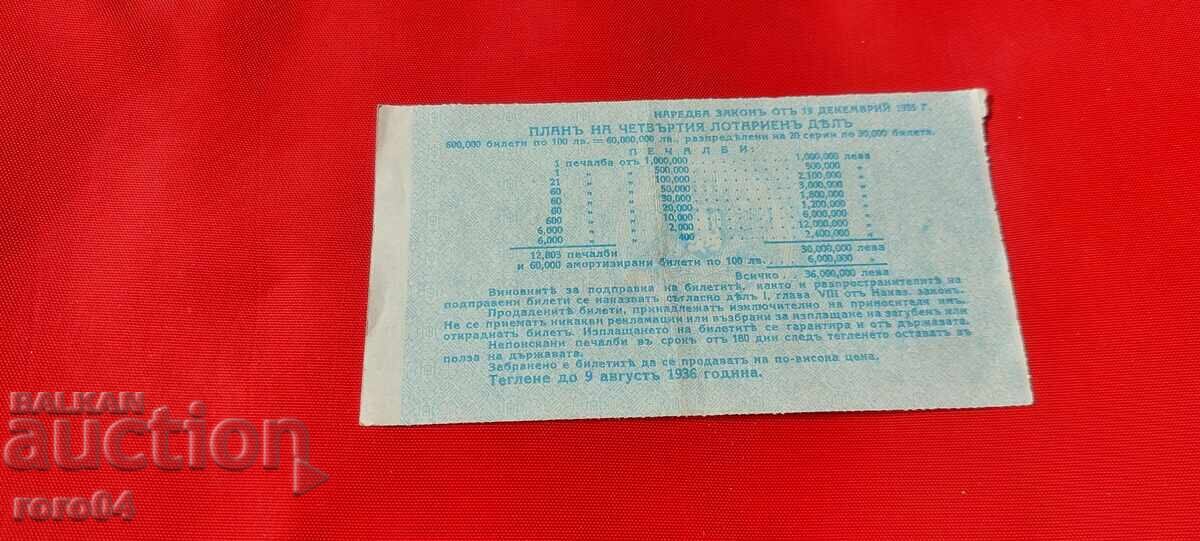 НАРЕДБА ЗАКОНЪ ОТЪ 19 ДЕКЕМВРИЙ 1935 Г.
ПЛАНЪ НА ЧЕТВЪРТИЯ ЛОТАРИЕНЪ ДѢЛЪ
600,000 билети по 100 лв. = 60,000,000 лв., разпредѣлени на 20 серии по 30,000 билета.
ПЕЧАЛБИ:
1 печалба отъ 1,000,000 1,000,000 лева
1 „ „ 500,000 500,000 „
21 „ „ 100,000 2,100,000 „
60 „ „ 50,000 3,000,000 „
60 „ „ 30,000 1,800,000 „
60 „ „ 20,000 1,200,000 „
600 „ „ 10,000 6,000,000 „
6,000 „ „ 2,000 12,000,000 „
6,000 „ „ 400 2,400,000 „
12,803 печалби 30,000,000 лева
и 60,000 амортизирани билети по 100 лв. . . . 6,000,000 „
Всичко . . 36,000,000 лева
Виновнитѣ за подправка на билетитѣ, както и разпространителитѣ на
подправени билети се наказватъ съгласно дѣлъ I, глава VIII отъ Наказ. законъ.
Продаденитѣ билети, принадлежатъ изключително на приносителя имъ.
Не се приематъ никакви рекламации или възбрани за изплащане на загубенъ или
откраднатъ билетъ. Изплащането на билетитѣ се гарантира и отъ държавата.
Непоискани печалби въ срокъ отъ 180 дни следъ тегленето оставатъ въ
полза на държавата.
Забранено е билетитѣ да се продаватъ на по-висока цена.
Теглене до 9 августъ 1936 година.
BALKAN
auction
roro04